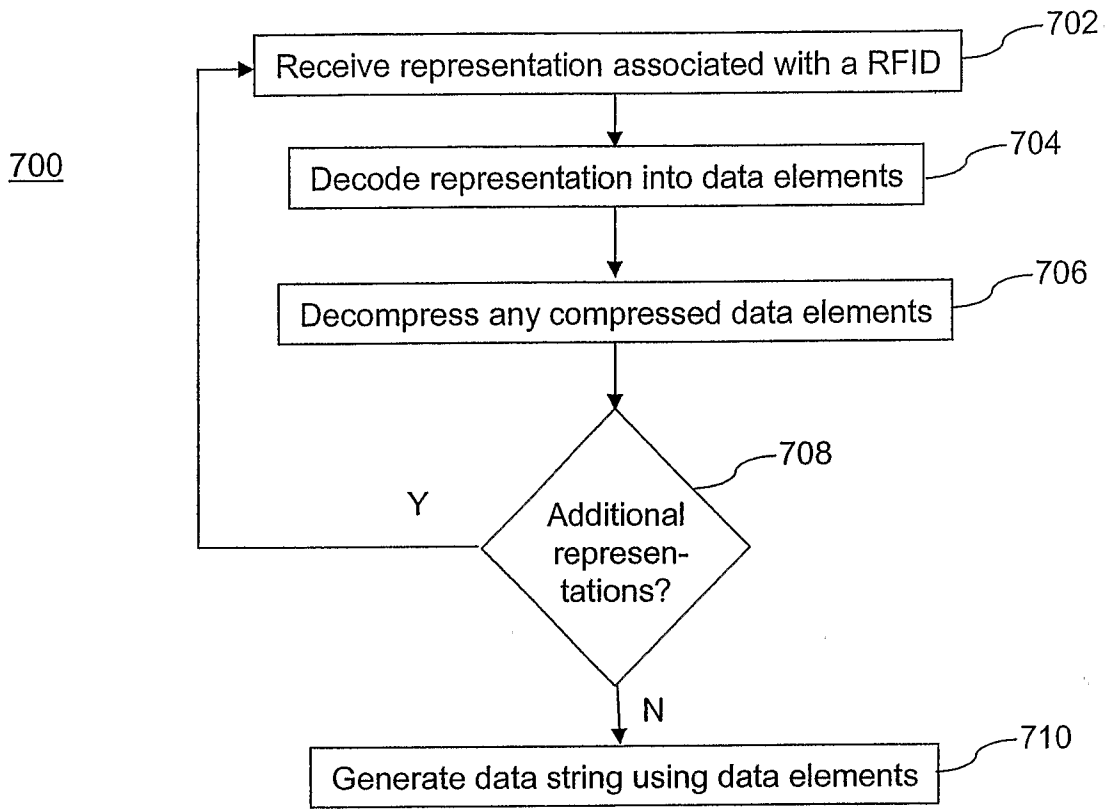 702
Receive representation associated with a RFID
700
704
Decode representation into data elements
706
Decompress any compressed data elements
708
Y
Additional
represen-
tations?
N
710
Generate data string using data elements